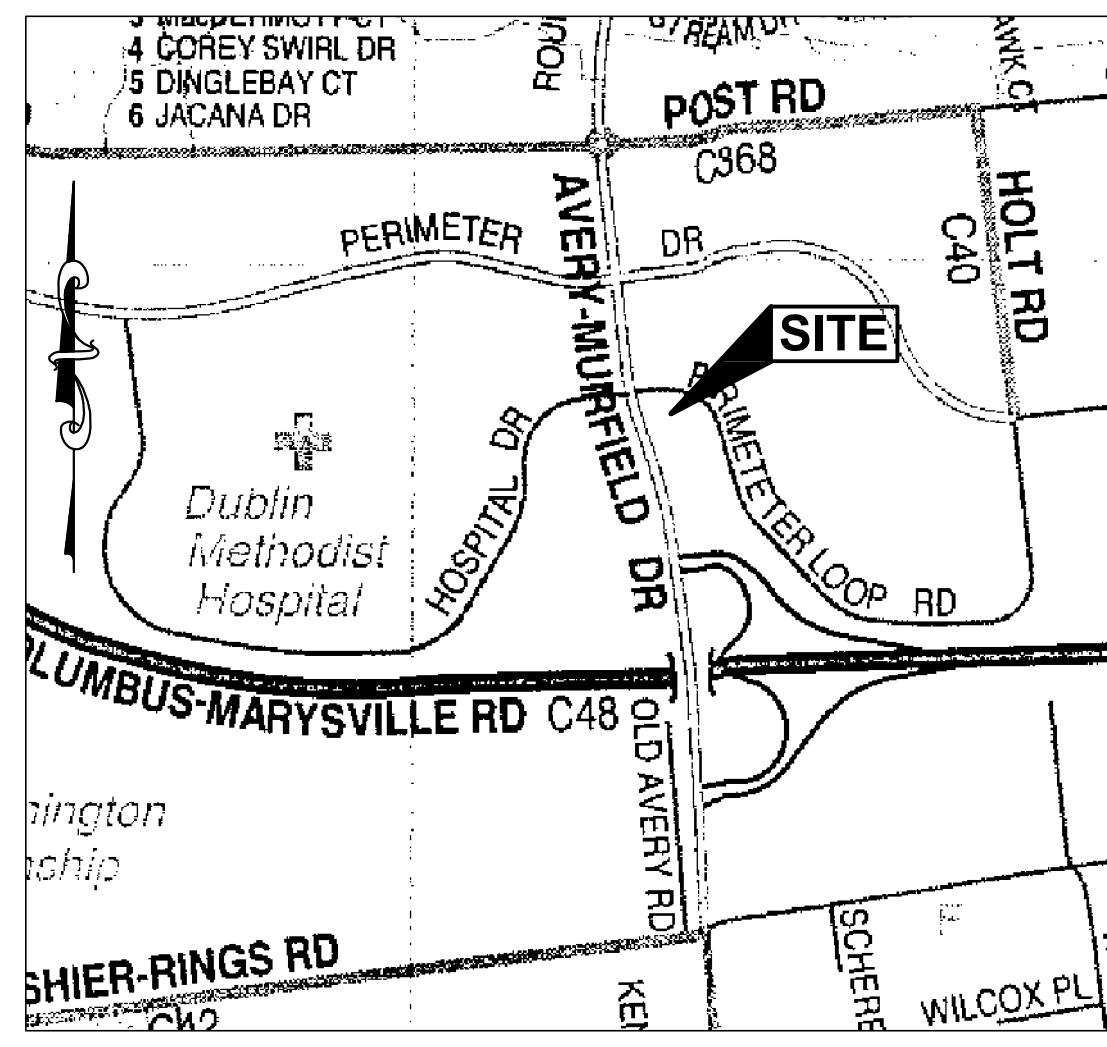 4 COREY SWIRL DR
5 DINGLEBAY CT
6 JACANA DR
POST RD
C368
AVERY-MUIRFIELD DR
HOLT RD
C40
PERIMETER DR
SITE
PERIMETER LOOP RD
HOSPITAL DR
Dublin
Methodist
Hospital
LUMBUS-MARYSVILLE RD C48
OLD AVERY RD
SHIER-RINGS RD
WILCOX PL